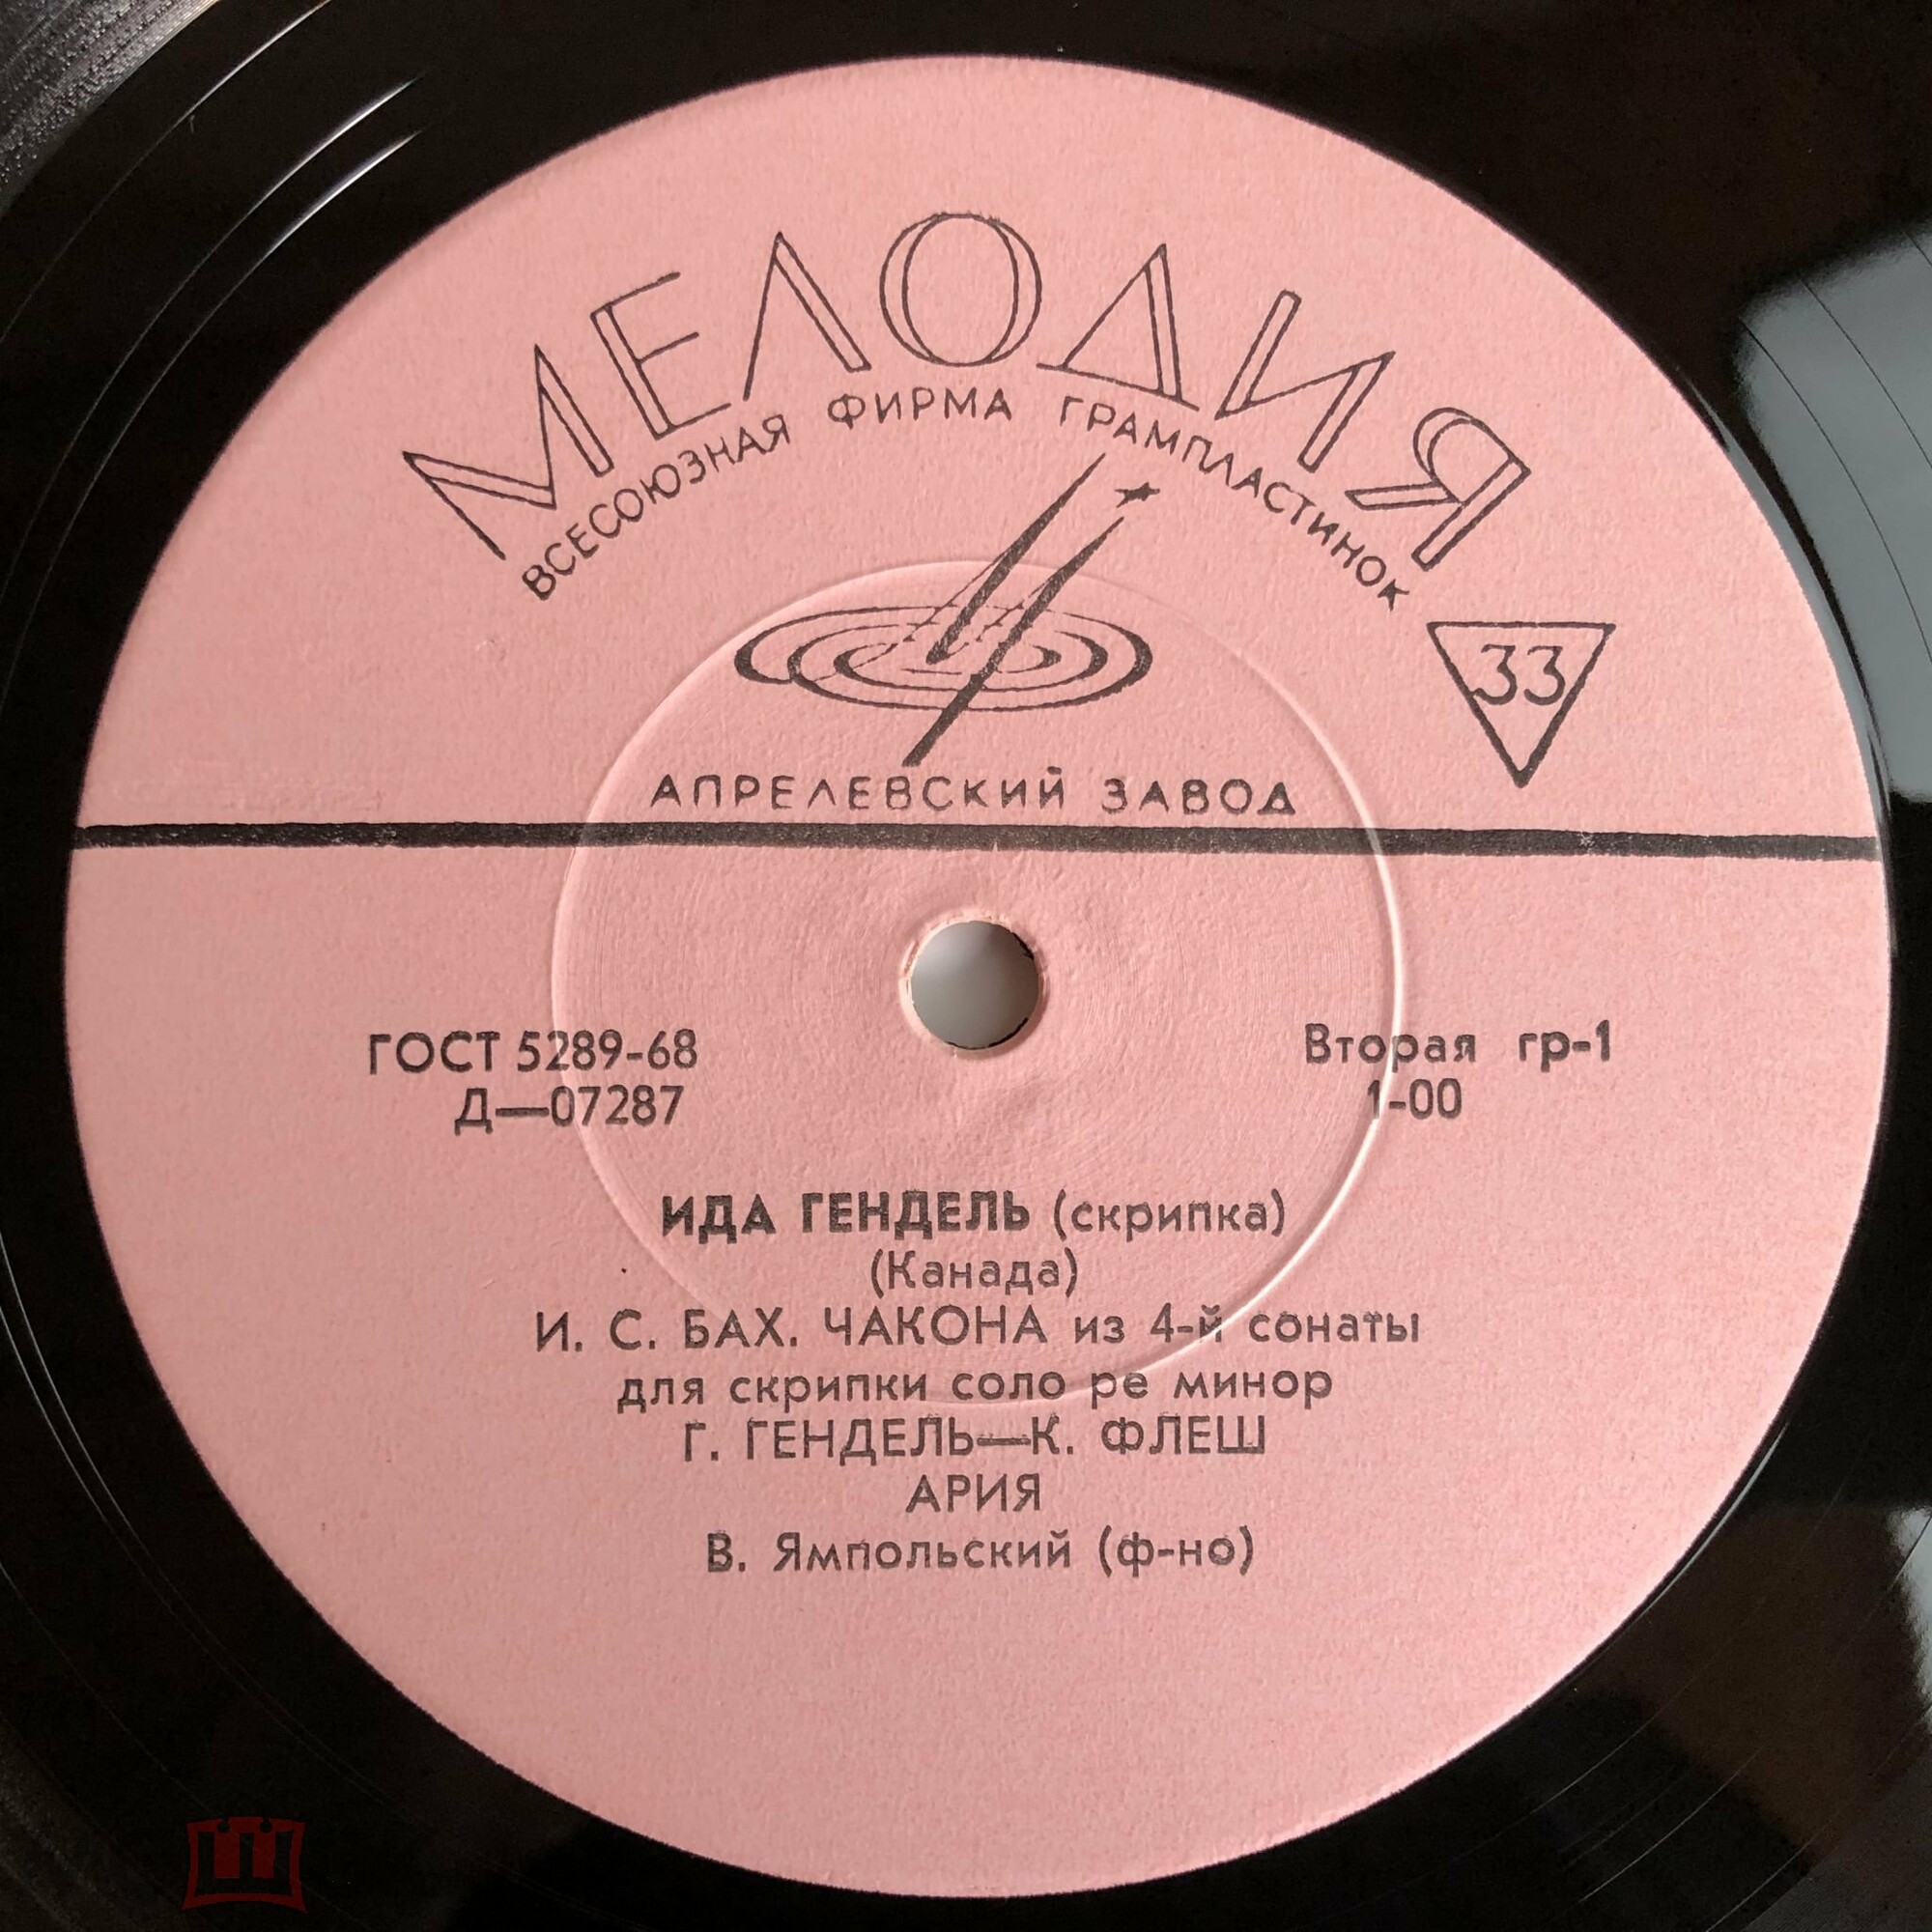 МЕЛОДИЯ
ВСЕСОЮЗНАЯ ФИРМА ГРАМПЛАСТИНОК
33
АПРЕЛЕВСКИЙ ЗАВОД
ГОСТ 5289-68
Д—07287
Вторая гр-1
1-00
ИДА ГЕНДЕЛЬ (скрипка)
(Канада)
И. С. БАХ. ЧАКОНА из 4-й сонаты
для скрипки соло ре минор
Г. ГЕНДЕЛЬ—К. ФЛЕШ
АРИЯ
В. Ямпольский (ф-но)